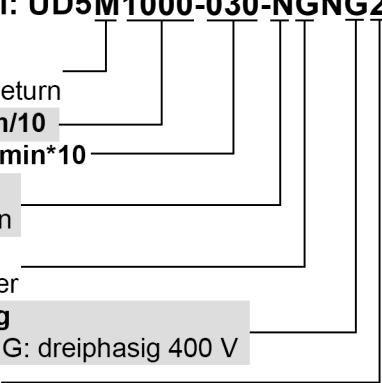 : UD5M1000-030-NGNG2
eturn
/10
min*10
n
er
g
G: dreiphasig 400 V